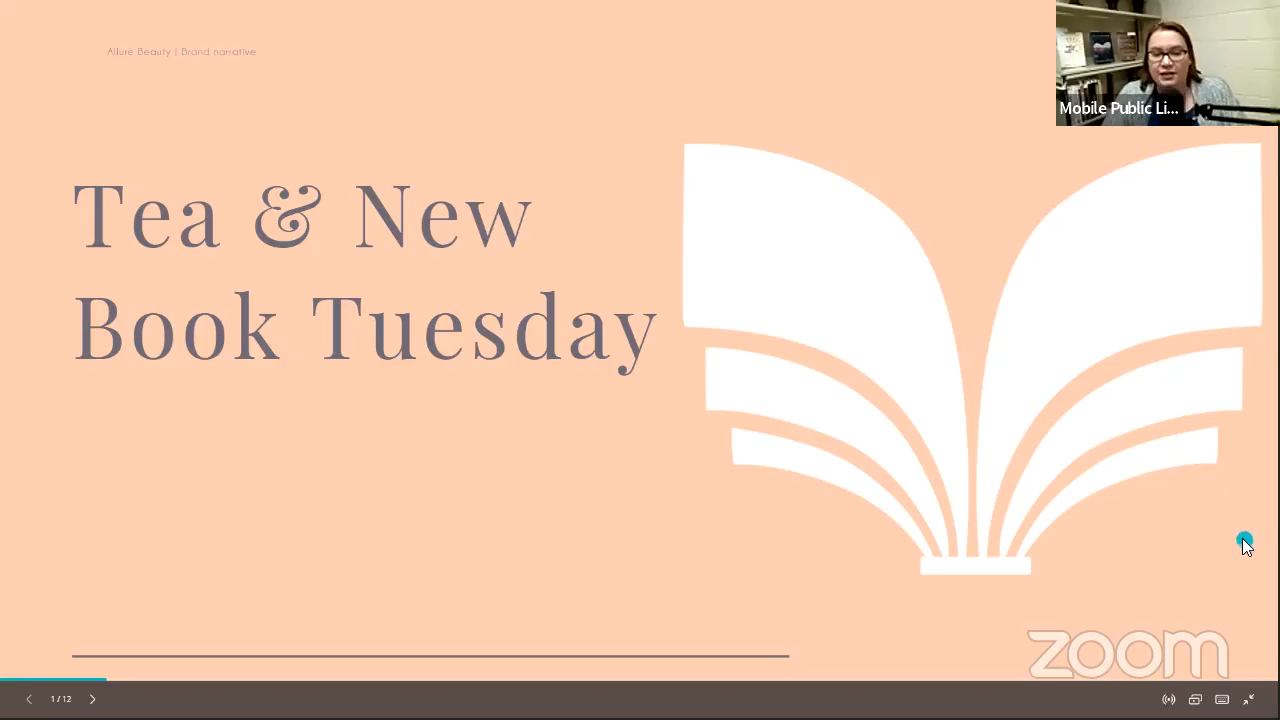 Allure Beauty | Brand narrative
Mobile Public Li...
Tea & New
Book Tuesday
zoom
1 / 12